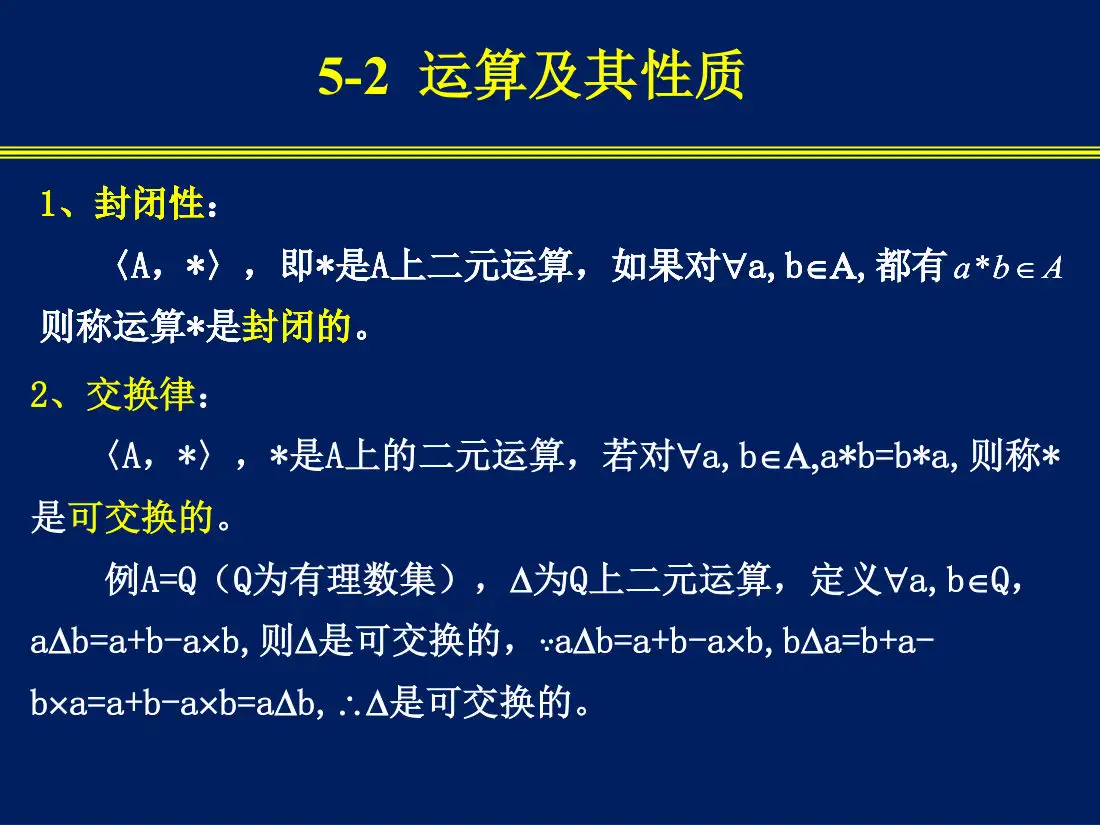 5-2 运算及其性质
1、封闭性：
〈A，*〉，即*是A上二元运算，如果对∀a,b∈A,都有 a*b∈A
则称运算*是封闭的。
2、交换律：
〈A，*〉，*是A上的二元运算，若对∀a,b∈A,a*b=b*a,则称*
是可交换的。
例A=Q（Q为有理数集），Δ为Q上二元运算，定义∀a,b∈Q，
aΔb=a+b-a×b,则Δ是可交换的，∵aΔb=a+b-a×b,bΔa=b+a-
b×a=a+b-a×b=aΔb,∴Δ是可交换的。